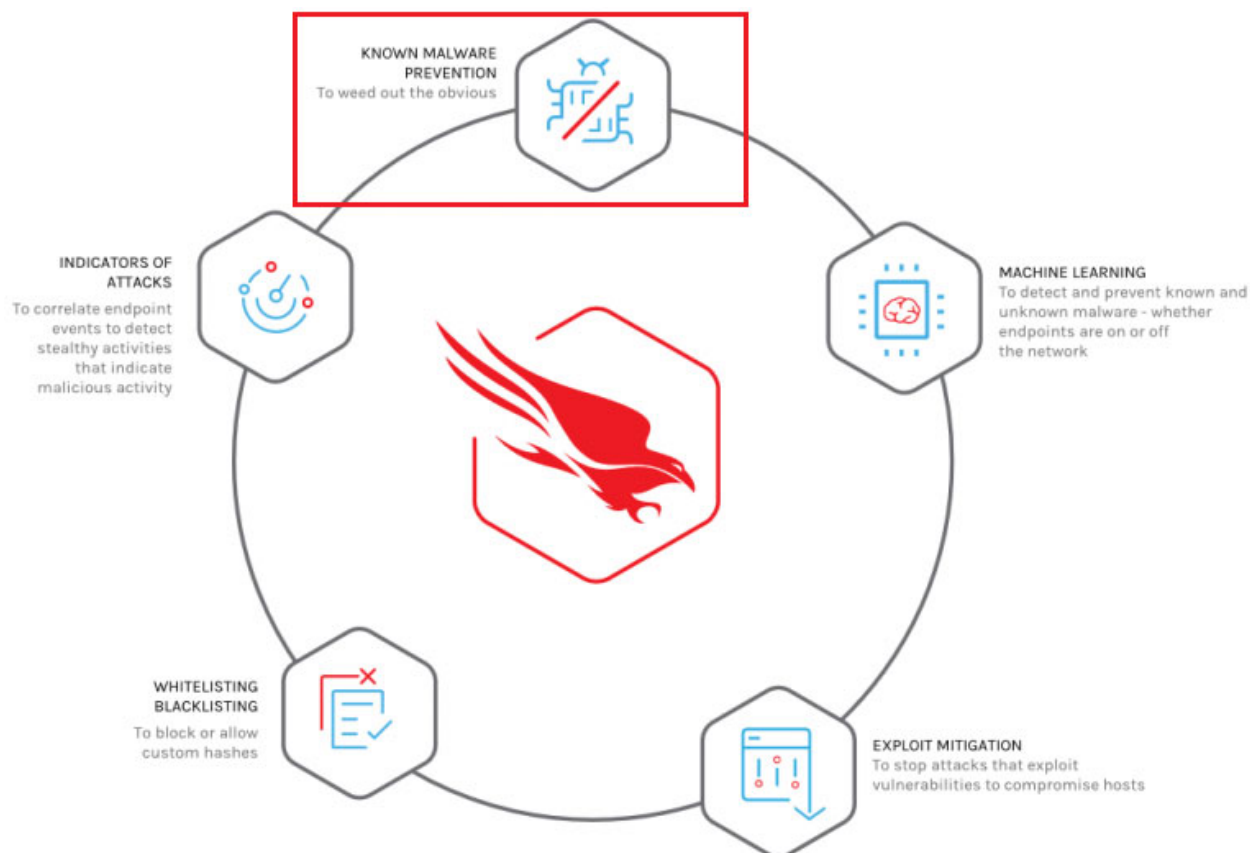 KNOWN MALWARE
PREVENTION
To weed out the obvious
INDICATORS OF
ATTACKS
To correlate endpoint
events to detect
stealthy activities
that indicate
malicious activity
MACHINE LEARNING
To detect and prevent known and
unknown malware - whether
endpoints are on or off
the network
WHITELISTING
BLACKLISTING
To block or allow
custom hashes
EXPLOIT MITIGATION
To stop attacks that exploit
vulnerabilities to compromise hosts